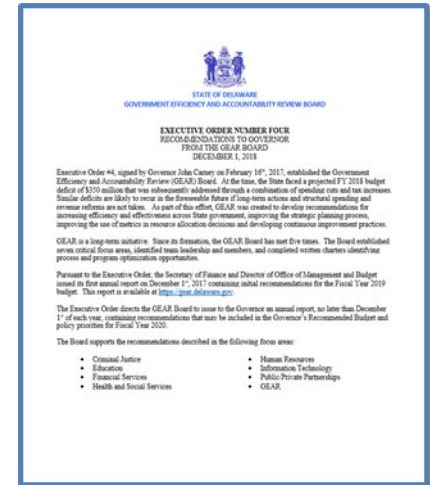 STATE OF DELAWARE
GOVERNMENT EFFICIENCY AND ACCOUNTABILITY REVIEW BOARD
EXECUTIVE ORDER NUMBER FOUR
RECOMMENDATIONS TO GOVERNOR
FROM THE GEAR BOARD
DECEMBER 1, 2018
Executive Order #4, signed by Governor John Carney on February 16th, 2017, established the Government
Efficiency and Accountability Review (GEAR) Board. At the time, the State faced a projected FY 2018 budget
deficit of $350 million that was subsequently addressed through a combination of spending cuts and tax increases.
Similar deficits are likely to recur in the foreseeable future if long-term actions and structural spending and
revenue reforms are not taken. As part of this effort, GEAR was created to develop recommendations for
increasing efficiency and effectiveness across State government, improving the strategic planning process,
improving the use of metrics in resource allocation decisions and developing continuous improvement practices.
GEAR is a long-term initiative. Since its formation, the GEAR Board has met five times. The Board established
seven critical focus areas, identified team leadership and members, and completed written charters identifying
process and program optimization opportunities.
Pursuant to the Executive Order, the Secretary of Finance and Director of Office of Management and Budget
issued its first annual report on December 1st, 2017 containing initial recommendations for the Fiscal Year 2019
budget. This report is available at https://gear.delaware.gov.
The Executive Order directs the GEAR Board to issue to the Governor an annual report, no later than December
1st of each year, containing recommendations that may be included in the Governor's Recommended Budget and
policy priorities for Fiscal Year 2020.
The Board supports the recommendations described in the following focus areas:
• Criminal Justice
• Education
• Financial Services
• Health and Social Services
• Human Resources
• Information Technology
• Public/Private Partnerships
• GEAR